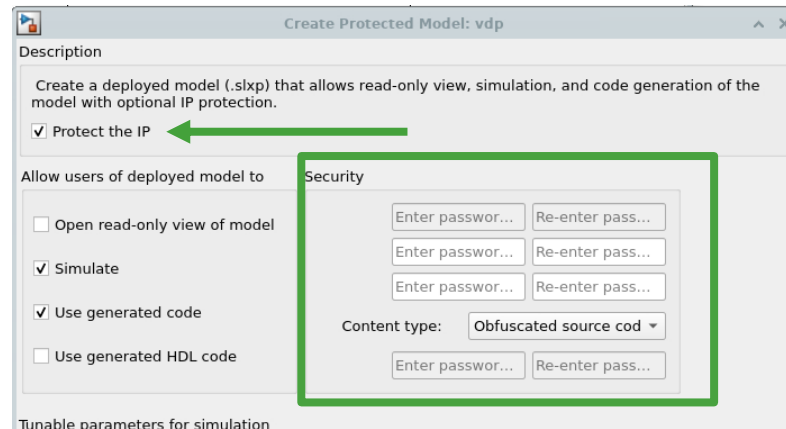 Create Protected Model: vdp
Description
Create a deployed model (.slxp) that allows read-only view, simulation, and code generation of the
model with optional IP protection.
Protect the IP
Allow users of deployed model to
Security
Open read-only view of model
Enter passwor... Re-enter pass...
Simulate
Enter passwor... Re-enter pass...
Use generated code
Enter passwor... Re-enter pass...
Content type: Obfuscated source cod
Use generated HDL code
Enter passwor... Re-enter pass...
Tunable parameters for simulation